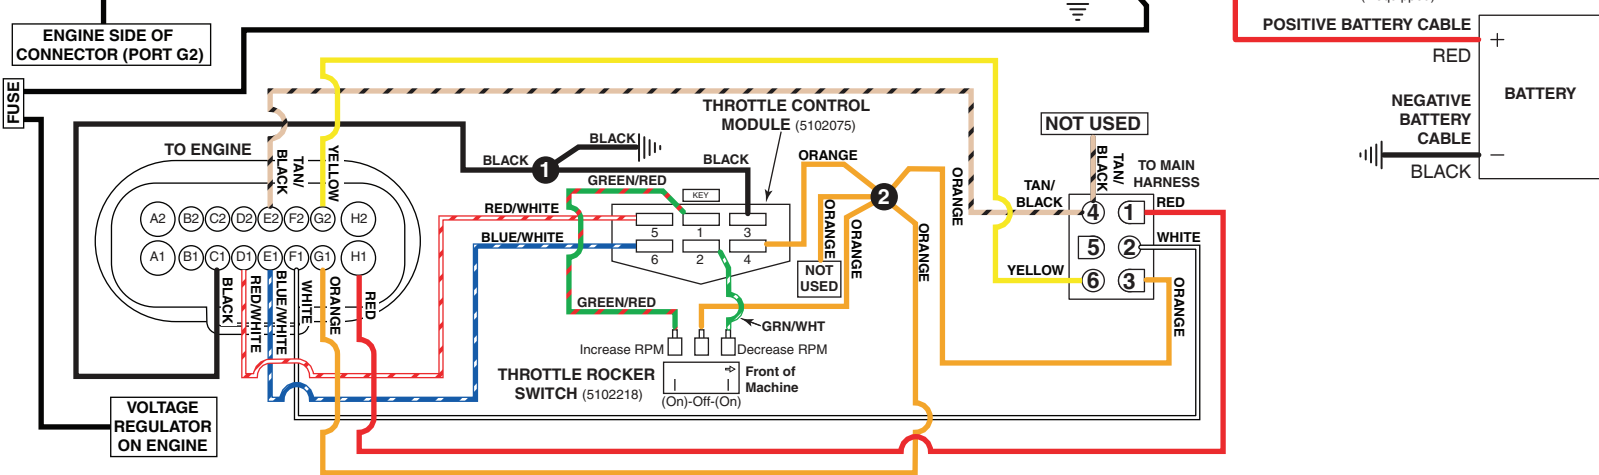 POSITIVE BATTERY CABLE
+
RED
ENGINE SIDE OF
CONNECTOR (PORT G2)
FUSE
NEGATIVE
BATTERY
CABLE
BATTERY
–
BLACK
THROTTLE CONTROL
MODULE (5102075)
NOT USED
TO ENGINE
BLACK
TAN/
YELLOW
BLACK
1
BLACK
BLACK
ORANGE
GREEN/RED
KEY
2
ORANGE
TAN/
BLACK
BLACK
TAN/
TO MAIN
HARNESS
RED
RED/WHITE
BLUE/WHITE
5
1
3
6
2
4
ORANGE
ORANGE
ORANGE
NOT
USED
4
1
5
2
WHITE
YELLOW
6
3
ORANGE
A2
B2
C2
D2
E2
F2
G2
H2
A1
B1
C1
D1
E1
F1
G1
H1
BLACK
RED/WHITE
BLUE/WHITE
WHITE
ORANGE
RED
GREEN/RED
GRN/WHT
Increase RPM
Decrease RPM
THROTTLE ROCKER
SWITCH (5102218)
Front of
Machine
(On)-Off-(On)
VOLTAGE
REGULATOR
ON ENGINE